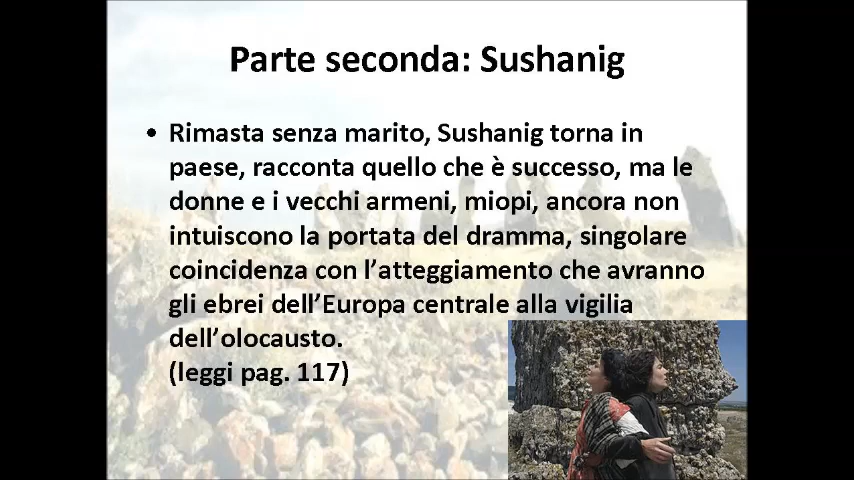 Parte seconda: Sushanig
• Rimasta senza marito, Sushanig torna in
paese, racconta quello che è successo, ma le
donne e i vecchi armeni, miopi, ancora non
intuiscono la portata del dramma, singolare
coincidenza con l’atteggiamento che avranno
gli ebrei dell’Europa centrale alla vigilia
dell’olocausto.
(leggi pag. 117)